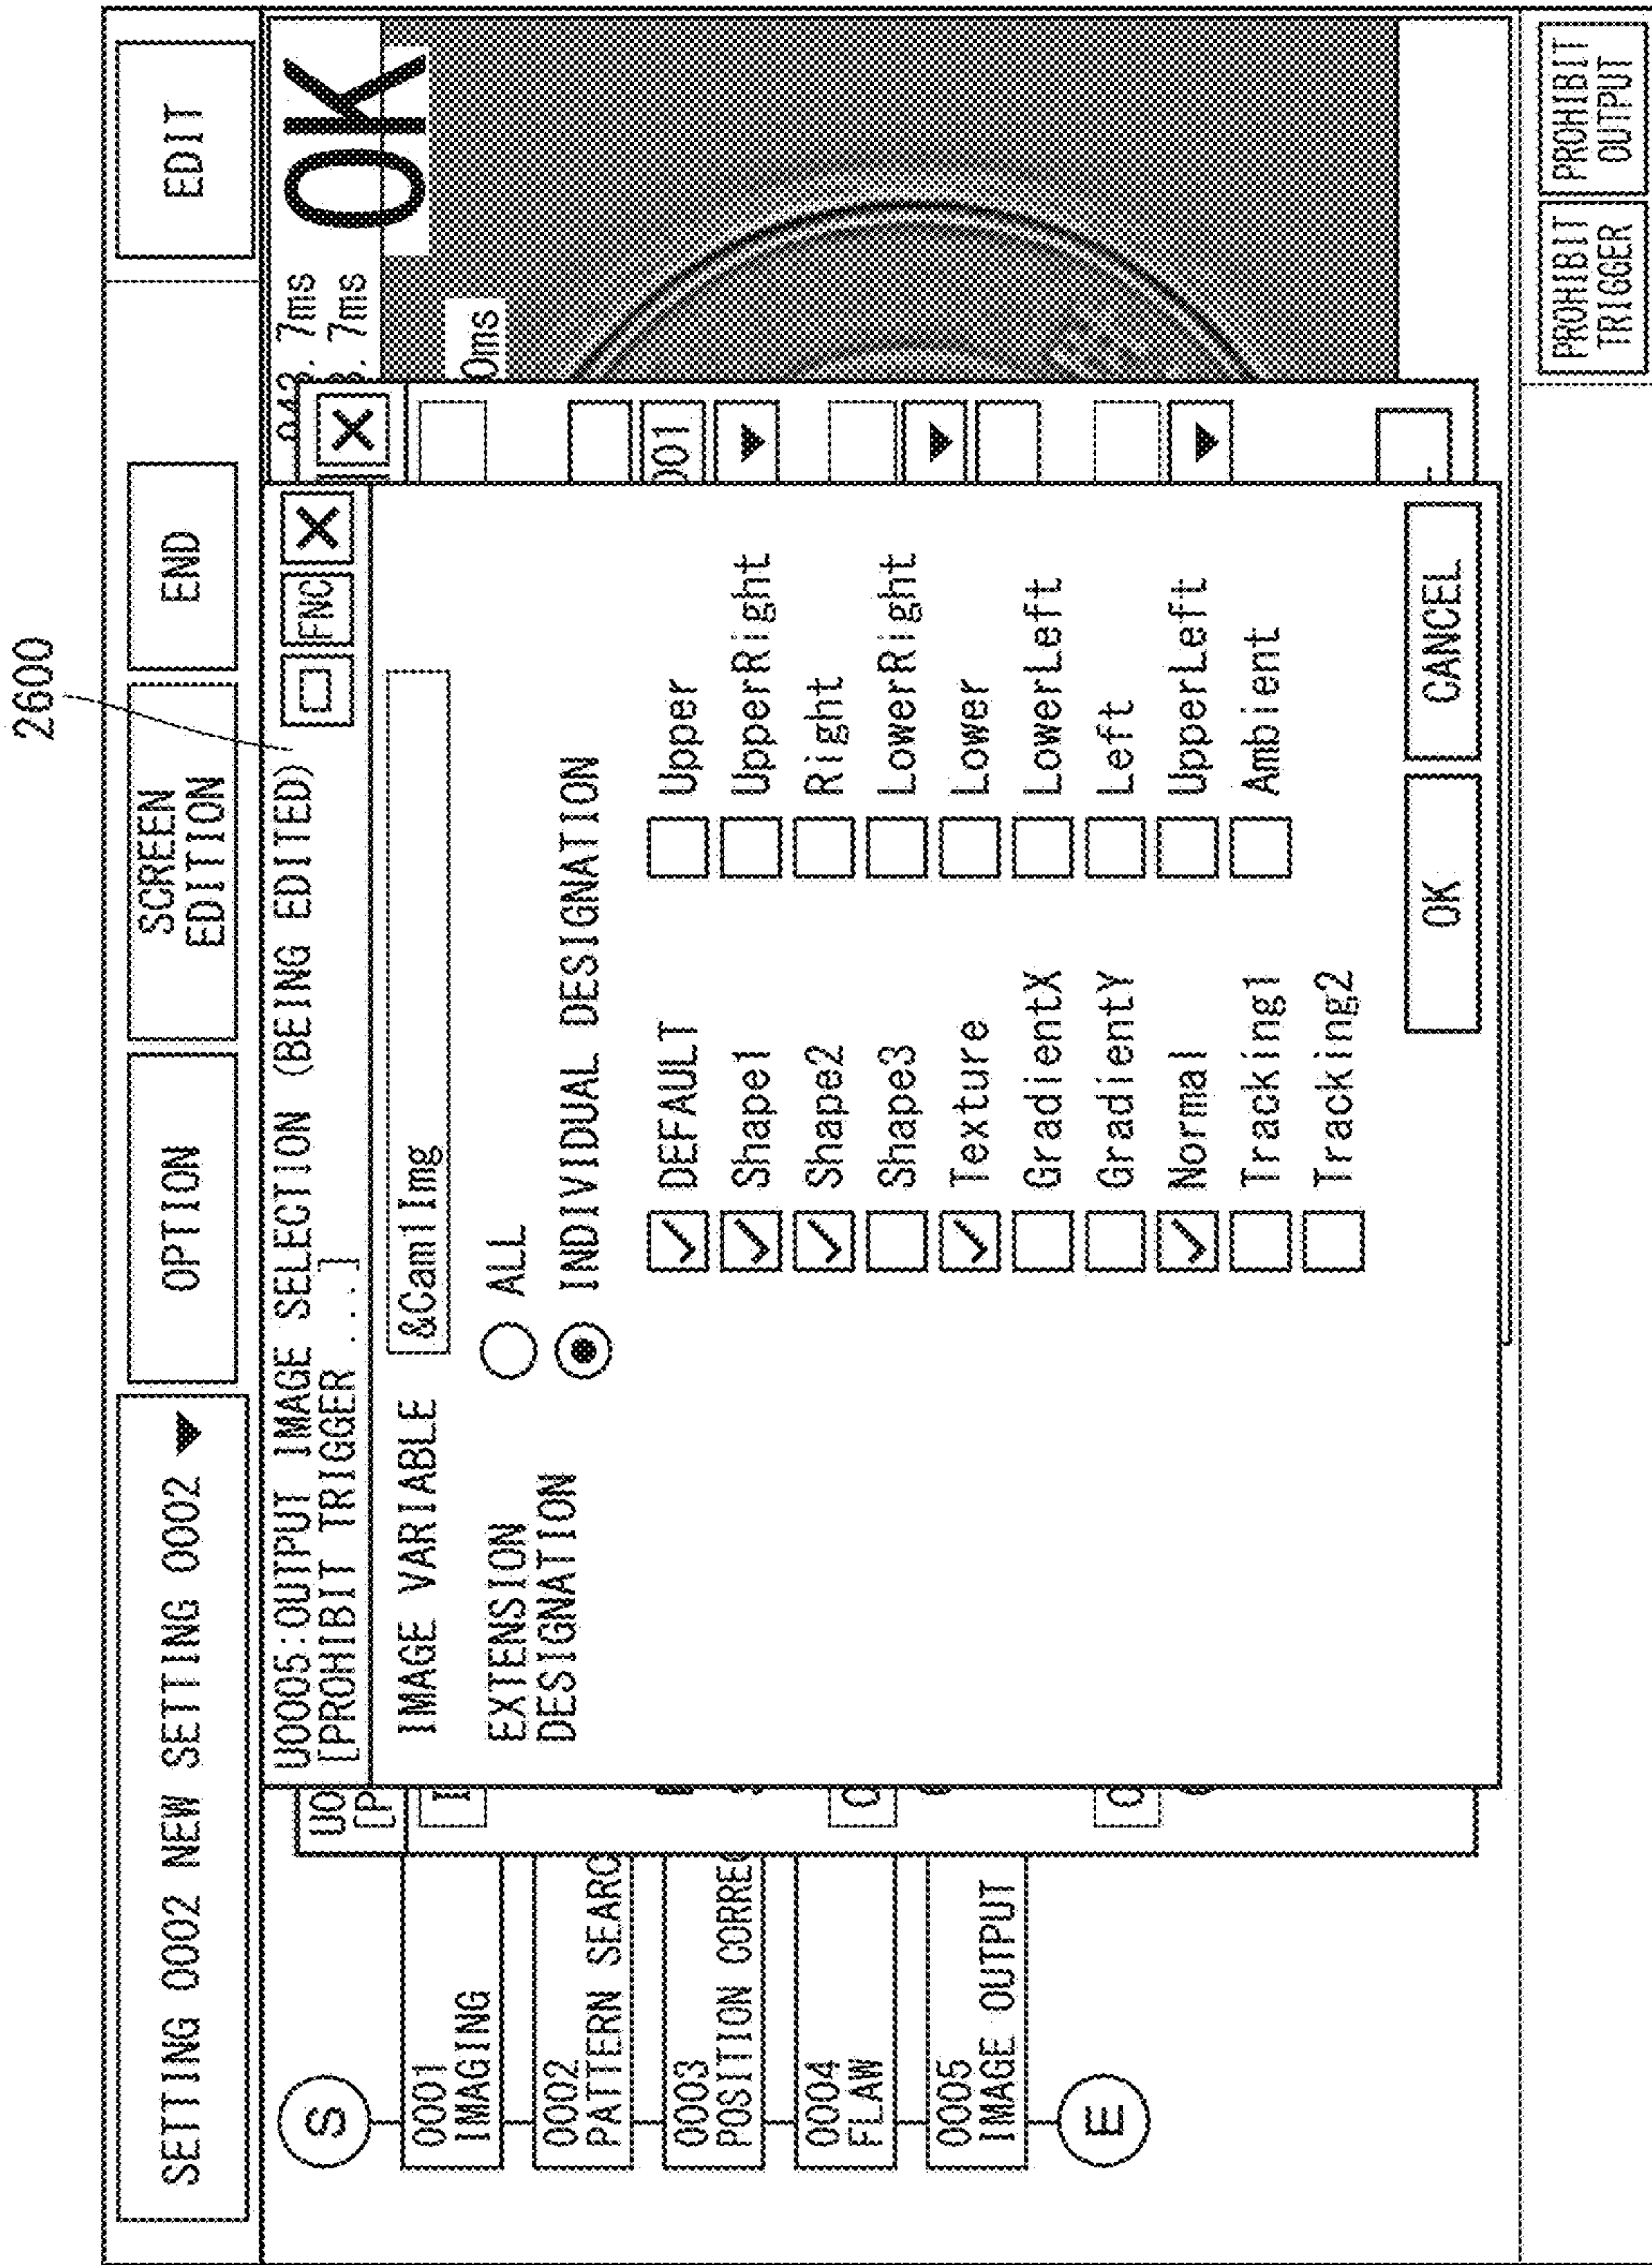 2600
SETTING 0002 NEW SETTING 0002
OPTION
SCREEN
EDITION
END
EDIT
U0005:OUTPUT IMAGE SELECTION (BEING EDITED)
[PROHIBIT TRIGGER ...]
FNC
7ms
7ms
OK
0ms
IMAGE VARIABLE
&Cam1Img
EXTENSION
DESIGNATION
ALL
INDIVIDUAL DESIGNATION
DEFAULT
Shape1
Shape2
Shape3
Texture
GradientX
GradientY
Normal
Tracking1
Tracking2
Upper
UpperRight
Right
LowerRight
Lower
LowerLeft
Left
UpperLeft
Ambient
OK
CANCEL
S
0001
IMAGING
0002
PATTERN SEARC
0003
POSITION CORREC
0004
FLAW
0005
IMAGE OUTPUT
E
U0
[P
001
PROHIBIT
TRIGGER
PROHIBIT
OUTPUT